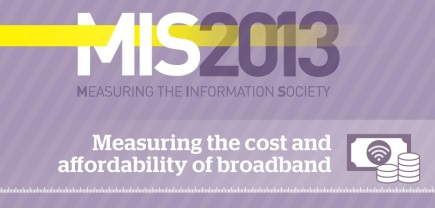 MIS2013
MEASURING THE INFORMATION SOCIETY
Measuring the cost and
affordability of broadband